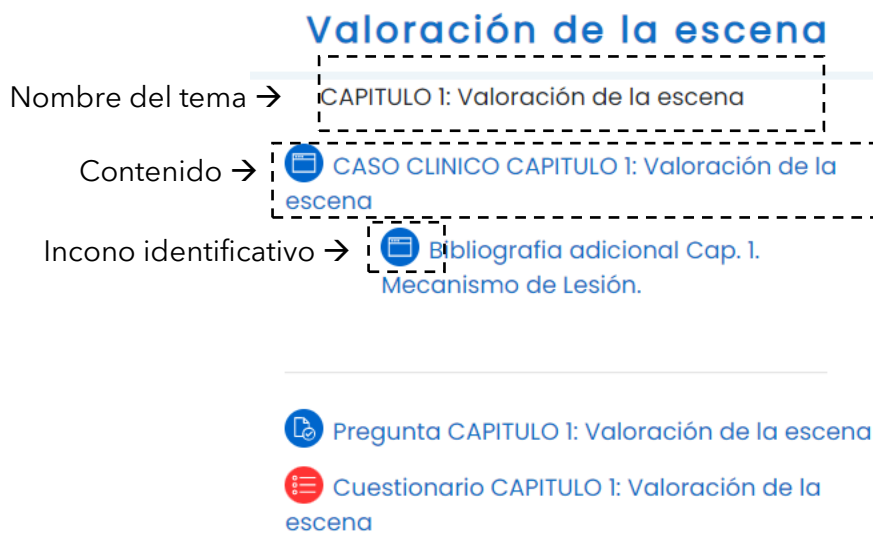 Valoración de la escena
Nombre del tema → CAPITULO 1: Valoración de la escena
Contenido → CASO CLINICO CAPITULO 1: Valoración de la
escena
Incono identificativo → Bibliografia adicional Cap. 1.
Mecanismo de Lesión.
Pregunta CAPITULO 1: Valoración de la escena
Cuestionario CAPITULO 1: Valoración de la
escena